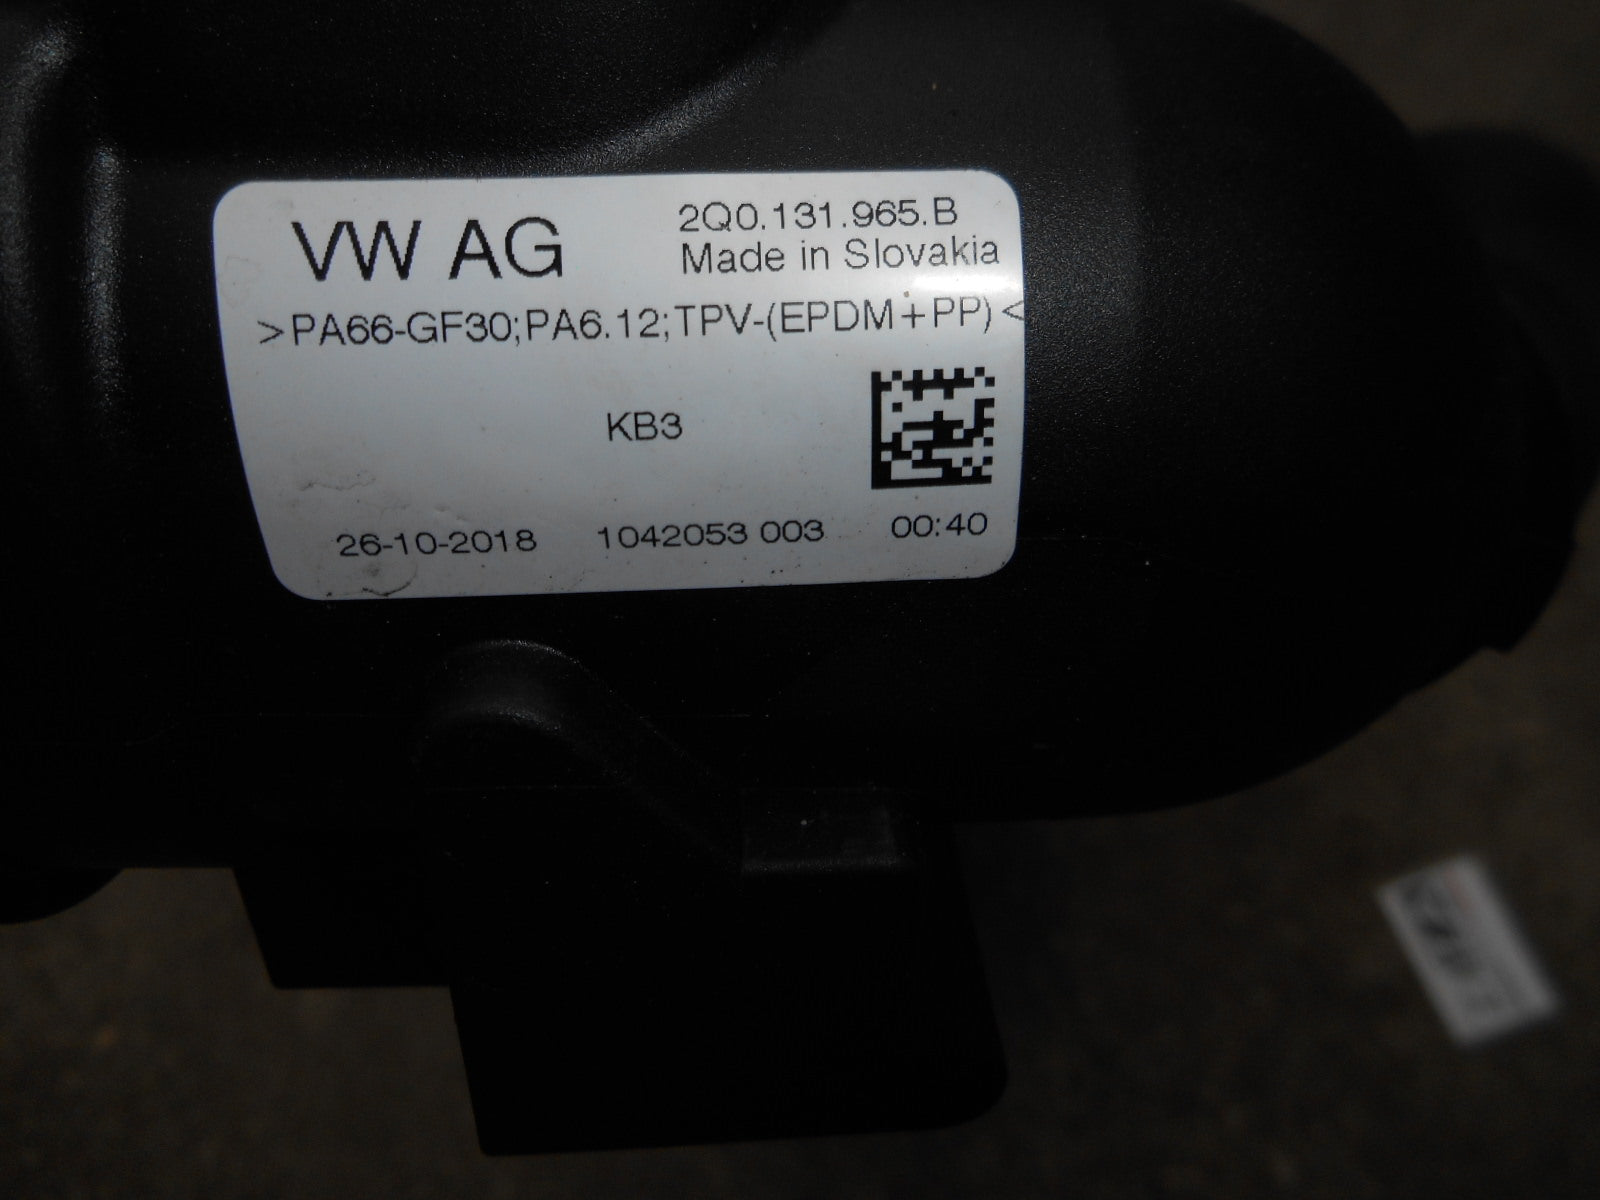 VW AG
2Q0.131.965.B
Made in Slovakia
>PA66-GF30;PA6.12;TPV-(EPDM+PP)<
KB3
26-10-2018 1042053 003 00:40